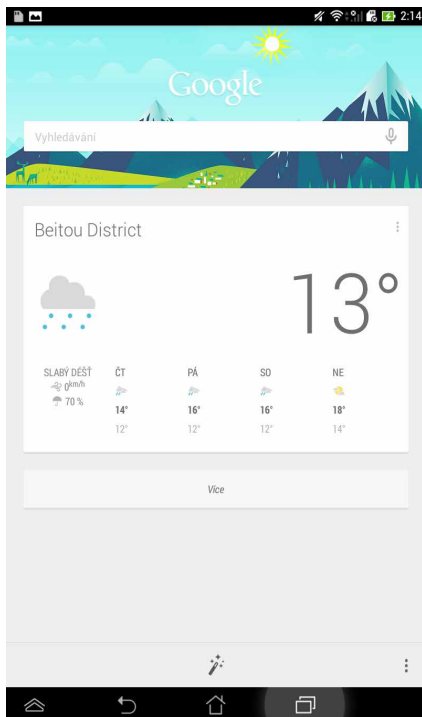 2:14
Google
Vyhledávání
Beitou District
13°
SLABÝ DÉŠŤ
0km/h
70 %
ČT PÁ SO NE
14° 16° 16° 18°
12° 12° 12° 14°
Více